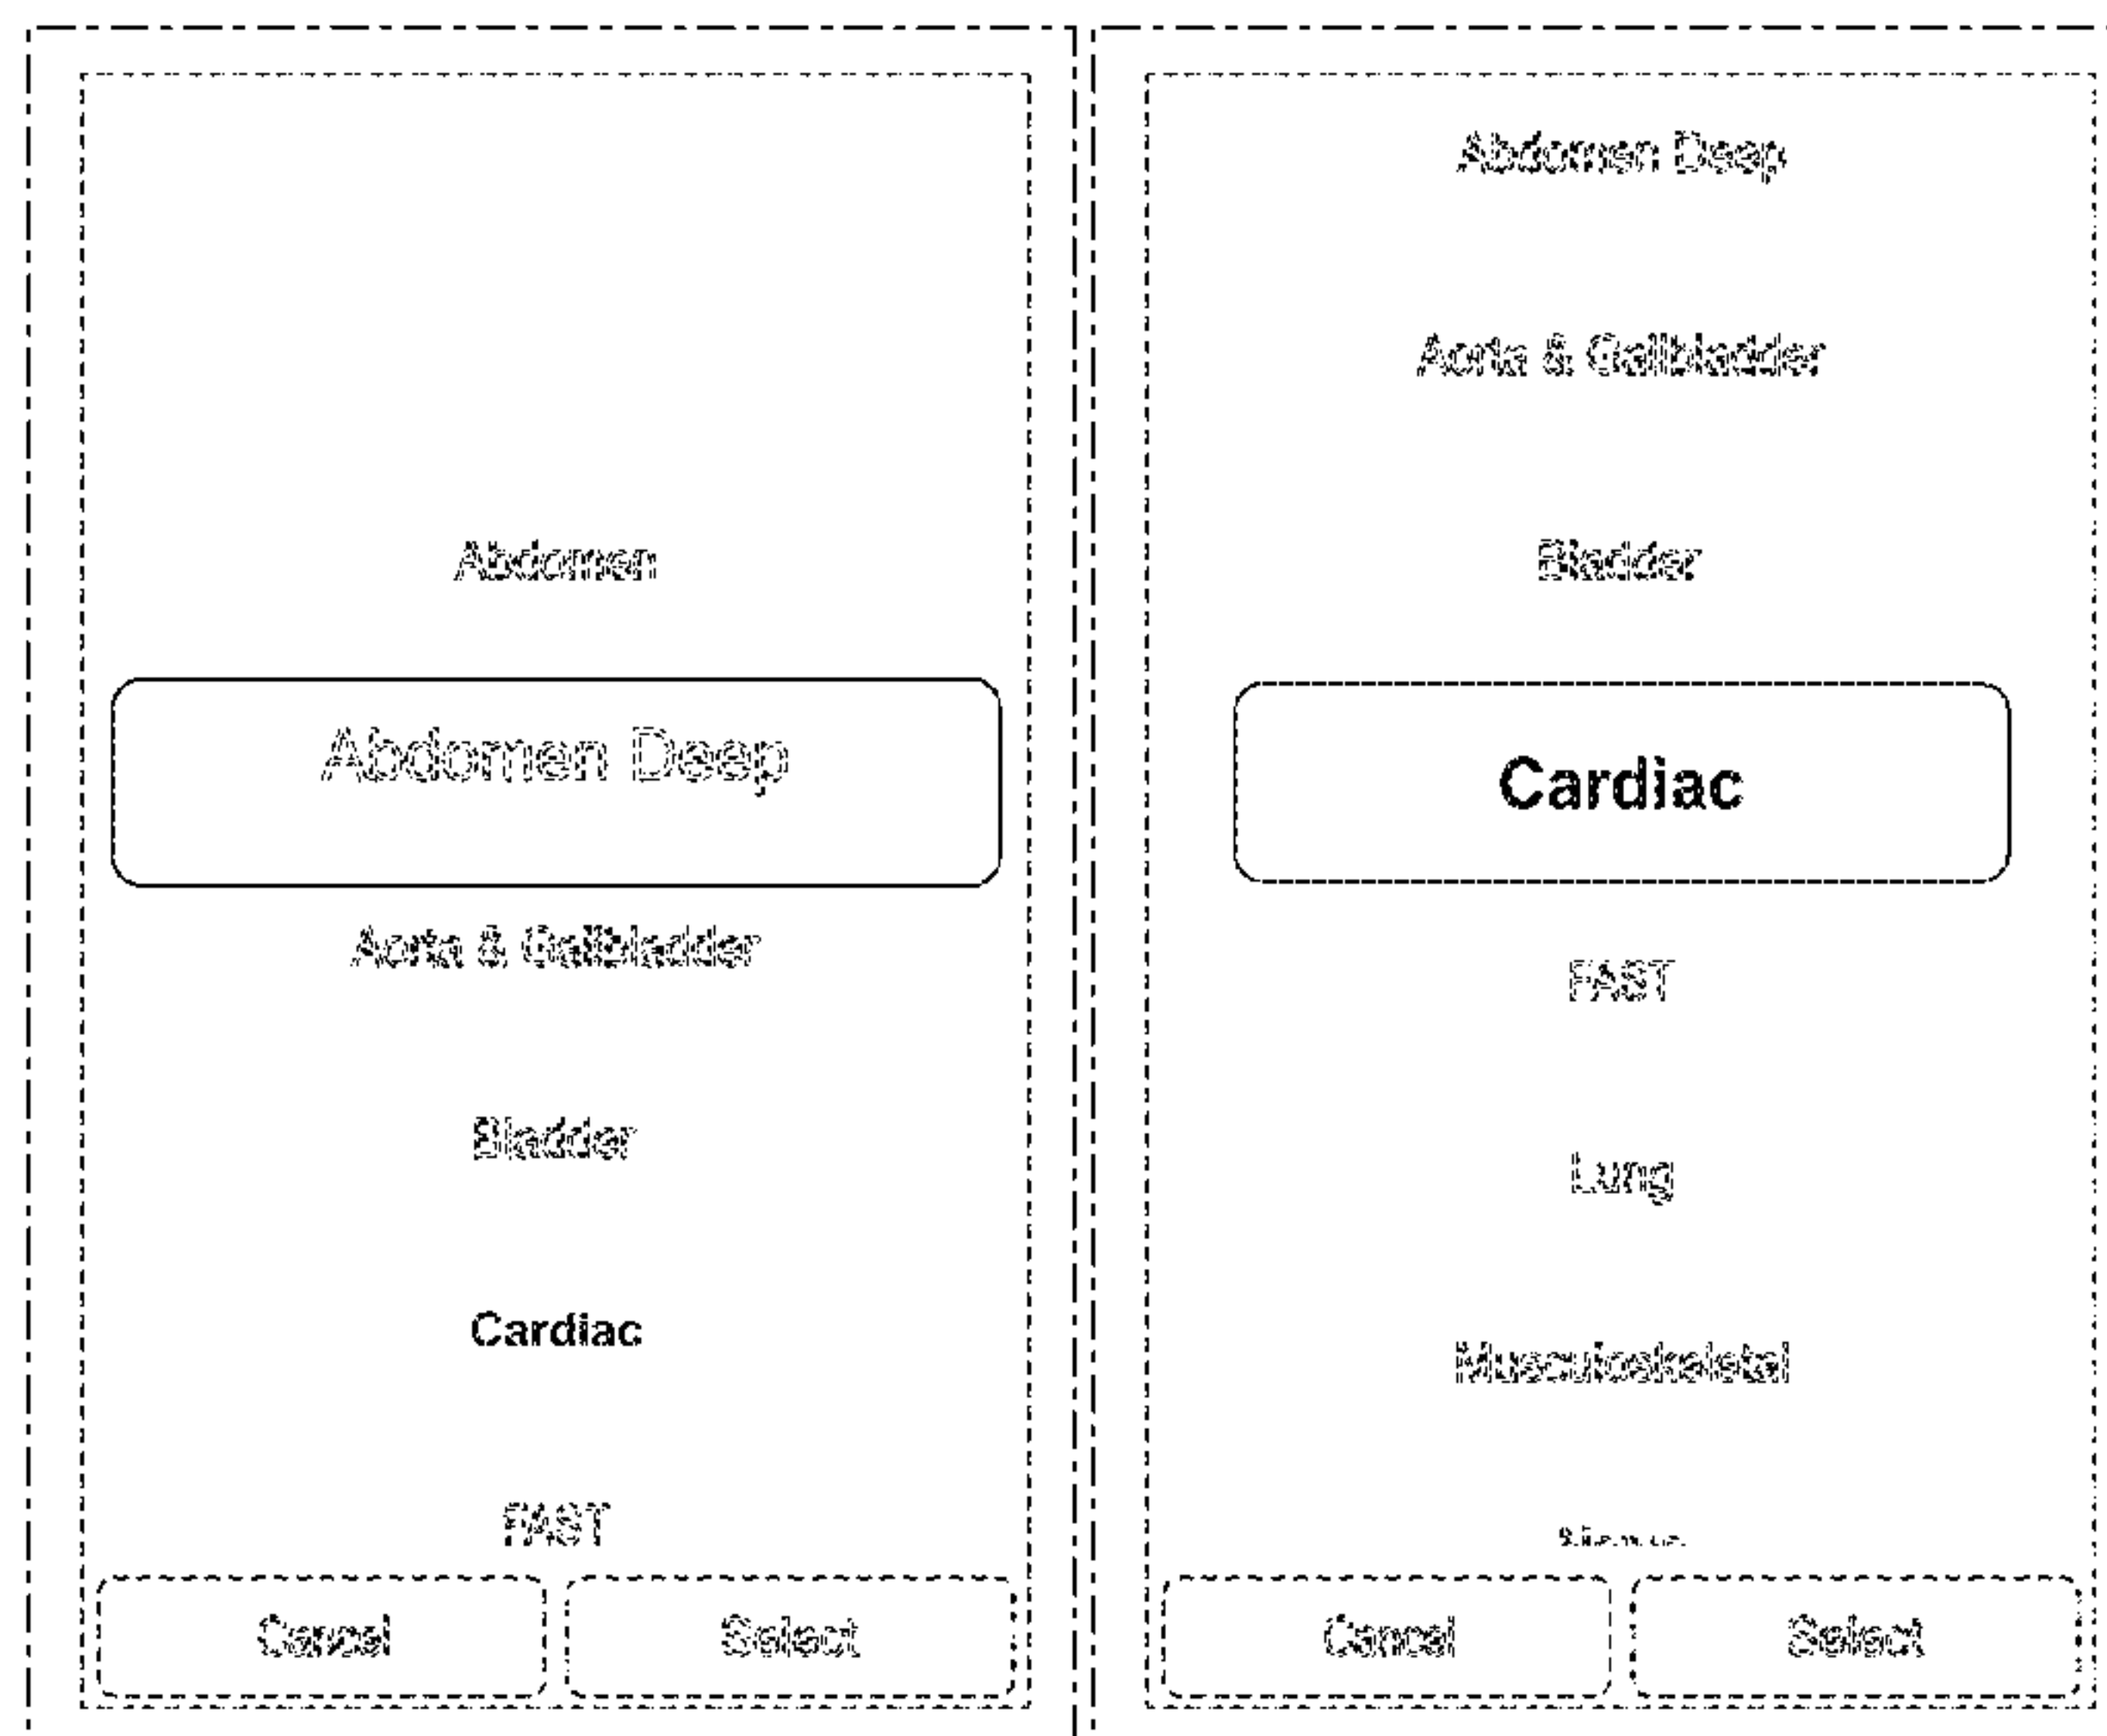 Abdomen
Abdomen Deep
Aorta & Gallbladder
Bladder
Cardiac
FAST
Cancel Select
Abdomen Deep
Aorta & Gallbladder
Bladder
Cardiac
FAST
Lung
Musculoskeletal
Cancel Select